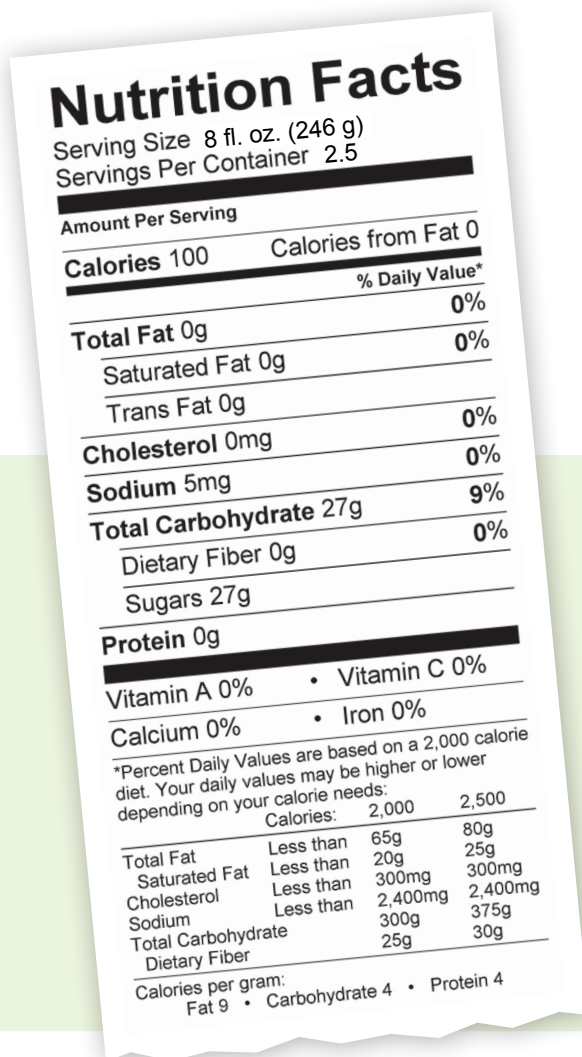 Nutrition Facts
Serving Size 8 fl. oz. (246 g)
Servings Per Container 2.5
Amount Per Serving
Calories 100 Calories from Fat 0
% Daily Value*
Total Fat 0g 0%
Saturated Fat 0g 0%
Trans Fat 0g
Cholesterol 0mg 0%
Sodium 5mg 0%
Total Carbohydrate 27g 9%
Dietary Fiber 0g 0%
Sugars 27g
Protein 0g
Vitamin A 0% • Vitamin C 0%
Calcium 0% • Iron 0%
*Percent Daily Values are based on a 2,000 calorie
diet. Your daily values may be higher or lower
depending on your calorie needs:
Calories: 2,000 2,500
Total Fat Less than 65g 80g
Saturated Fat Less than 20g 25g
Cholesterol Less than 300mg 300mg
Sodium Less than 2,400mg 2,400mg
Total Carbohydrate 300g 375g
Dietary Fiber 25g 30g
Calories per gram:
Fat 9 • Carbohydrate 4 • Protein 4